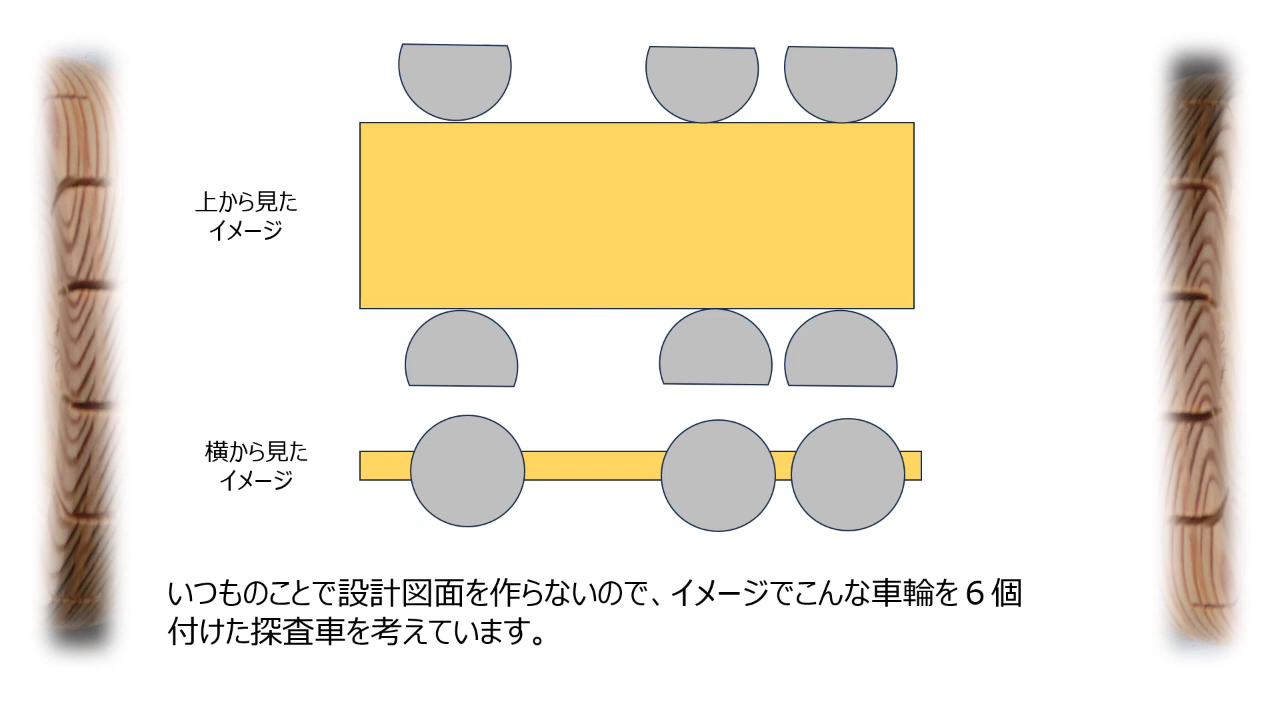 上から見た
イメージ
横から見た
イメージ
いつものことで設計図面を作らないので、イメージでこんな車輪を６個
付けた探査車を考えています。